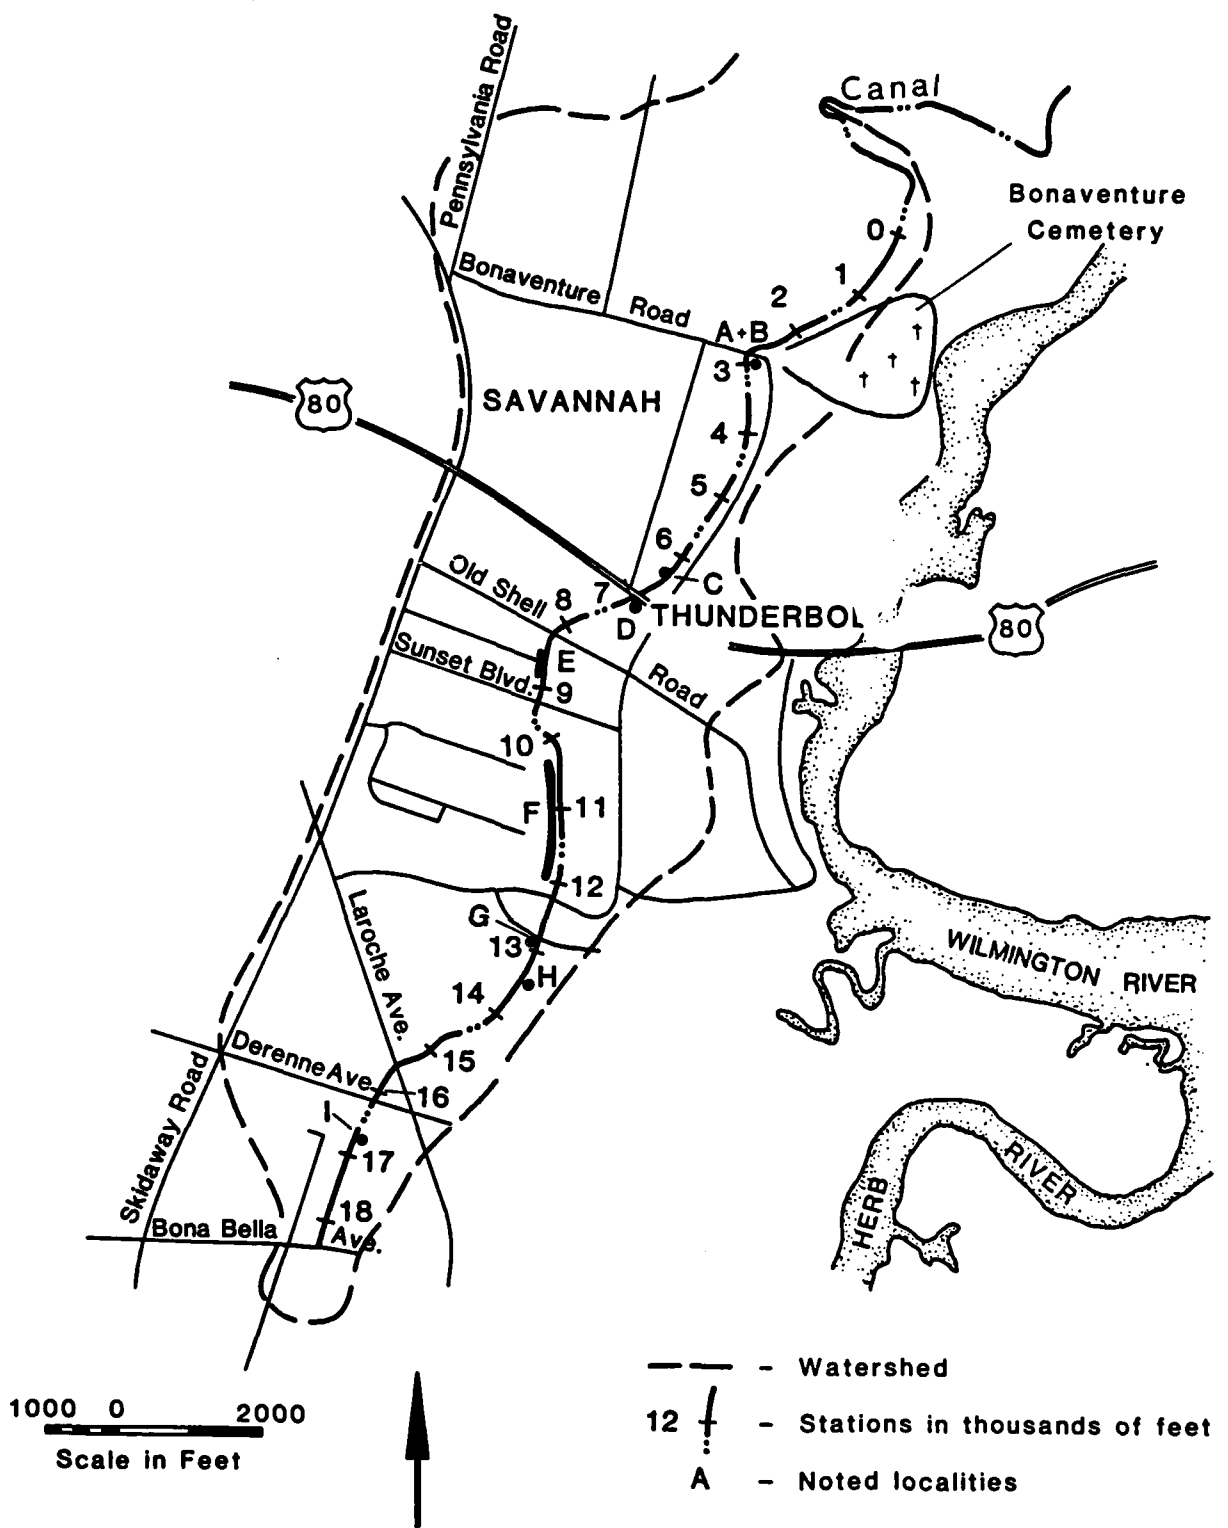 Pennsylvania Road
Canal
Bonaventure
Cemetery
0
1
2
Bonaventure
Road
A+B
3
80
SAVANNAH
4
5
6
C
Old Shell
8
7
THUNDERBOL
D
80
E
Sunset Blvd.
9
Road
10
F
11
12
Laroche Ave.
G
13
WILMINGTON RIVER
H
14
15
Derenne Ave.
16
Skidaway Road
I
17
RIVER
HERB
18
Bona Bella
Ave.
— — - Watershed
1000 0 2000
12 - Stations in thousands of feet
Scale in Feet
A - Noted localities